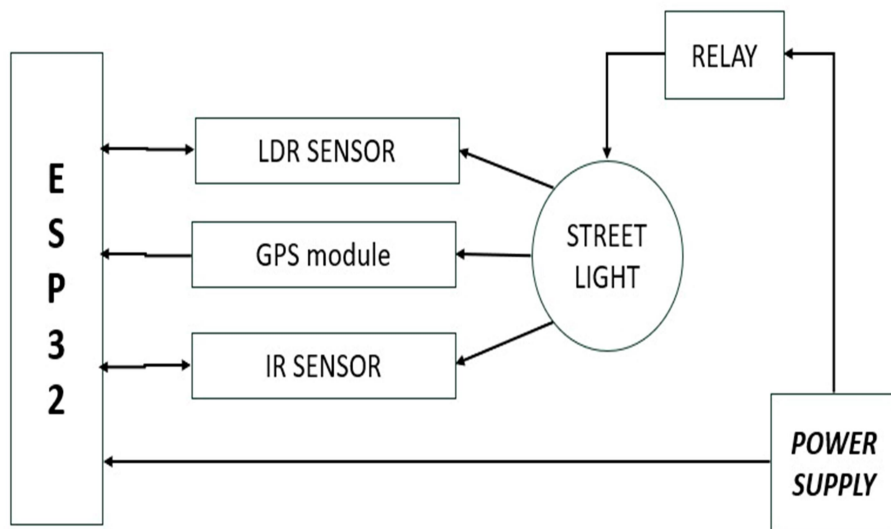 RELAY
E
S
P
3
2
LDR SENSOR
GPS module
IR SENSOR
STREET
LIGHT
POWER
SUPPLY